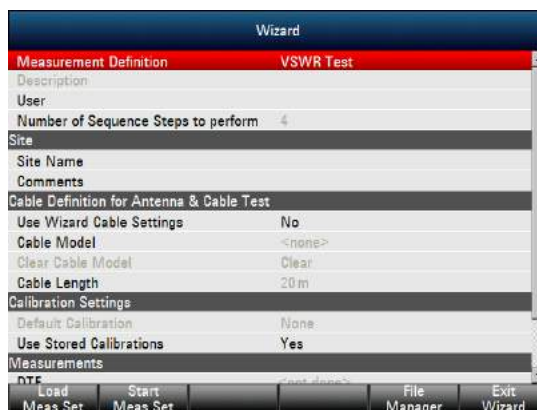 Wizard
Measurement Definition VSWR Test
Description
User
Number of Sequence Steps to perform 4
Site
Site Name
Comments
Cable Definition for Antenna & Cable Test
Use Wizard Cable Settings No
Cable Model <none>
Clear Cable Model Clear
Cable Length 20 m
Calibration Settings
Default Calibration None
Use Stored Calibrations Yes
Measurements
DTF <not done>
Load Meas Set
Start Meas Set
File Manager
Exit Wizard